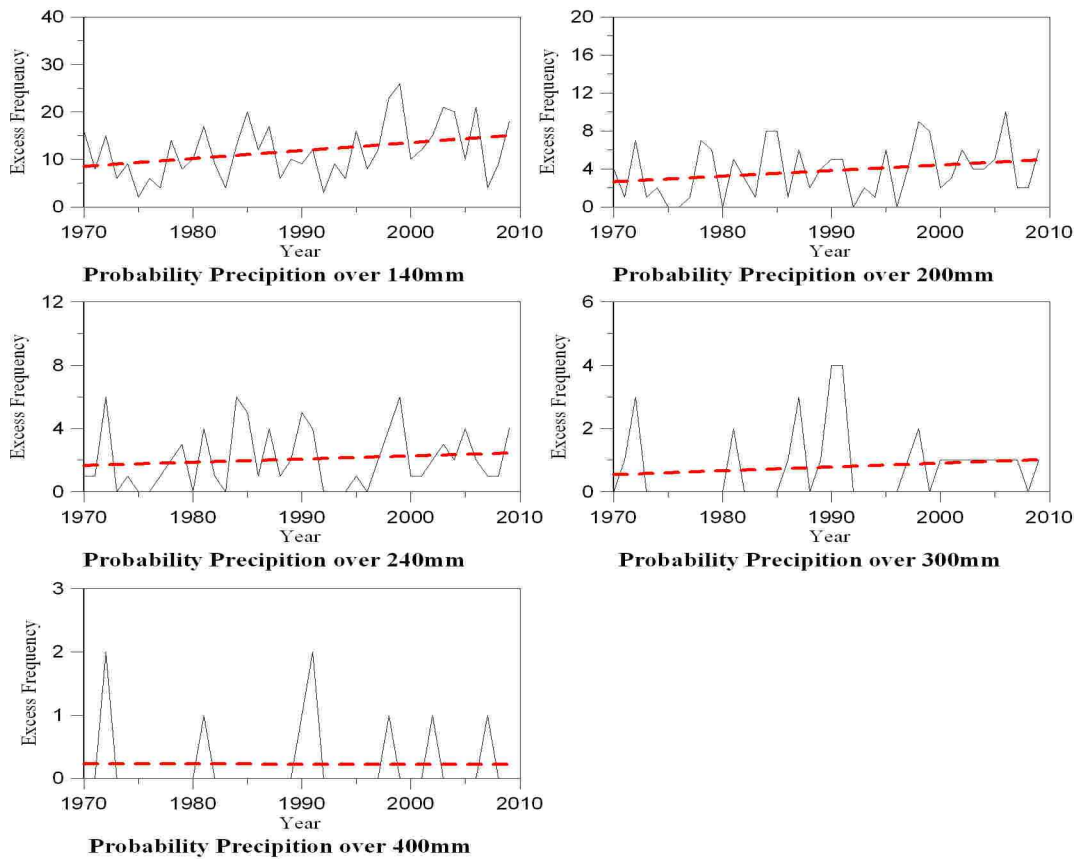 40
30
20
10
0
Excess Frequency
1970 1980 1990 2000 2010
Year
Probability Precipition over 140mm
20
16
12
8
4
0
Excess Frequency
1970 1980 1990 2000 2010
Year
Probability Precipition over 200mm
12
8
4
0
Excess Frequency
1970 1980 1990 2000 2010
Year
Probability Precipition over 240mm
6
4
2
0
Excess Frequency
1970 1980 1990 2000 2010
Year
Probability Precipition over 300mm
3
2
1
0
Excess Frequency
1970 1980 1990 2000 2010
Year
Probability Precipition over 400mm